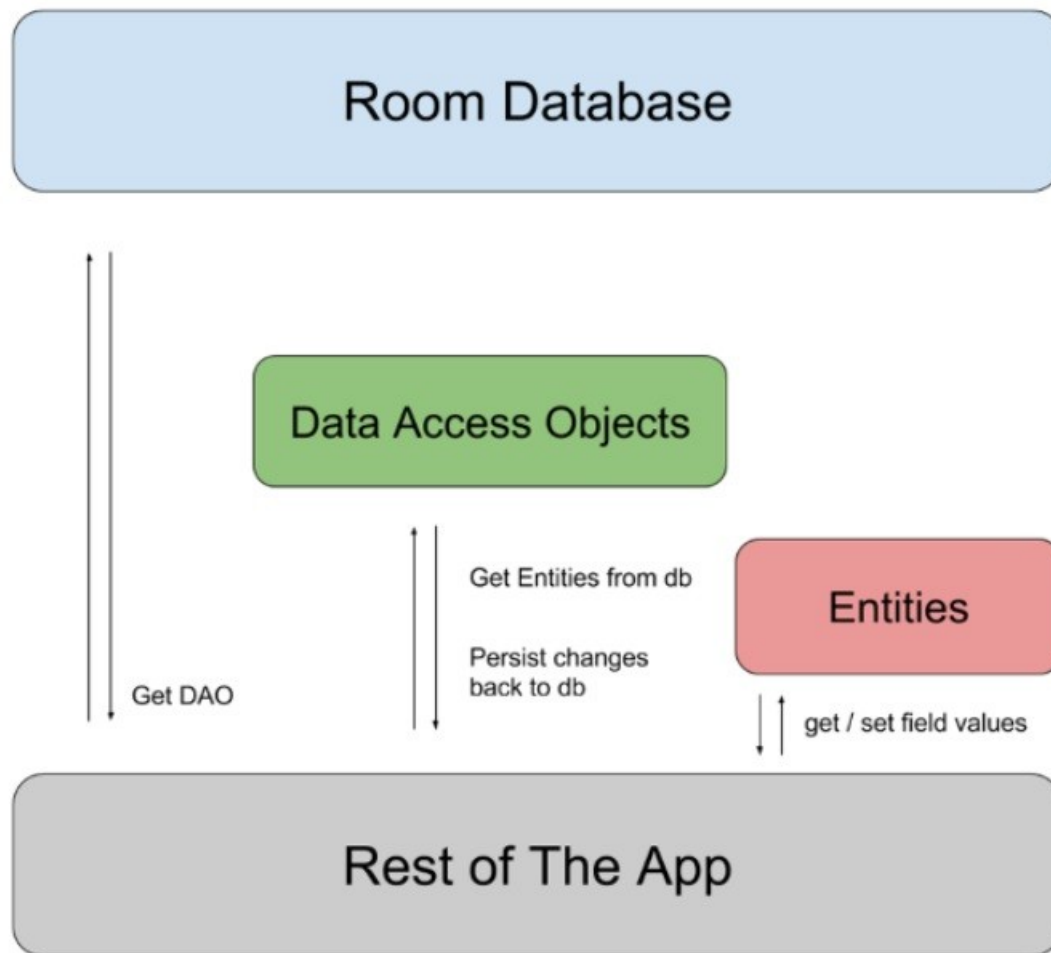 Room Database
Data Access Objects
Get Entities from db
Entities
Persist changes
back to db
Get DAO
get / set field values
Rest of The App